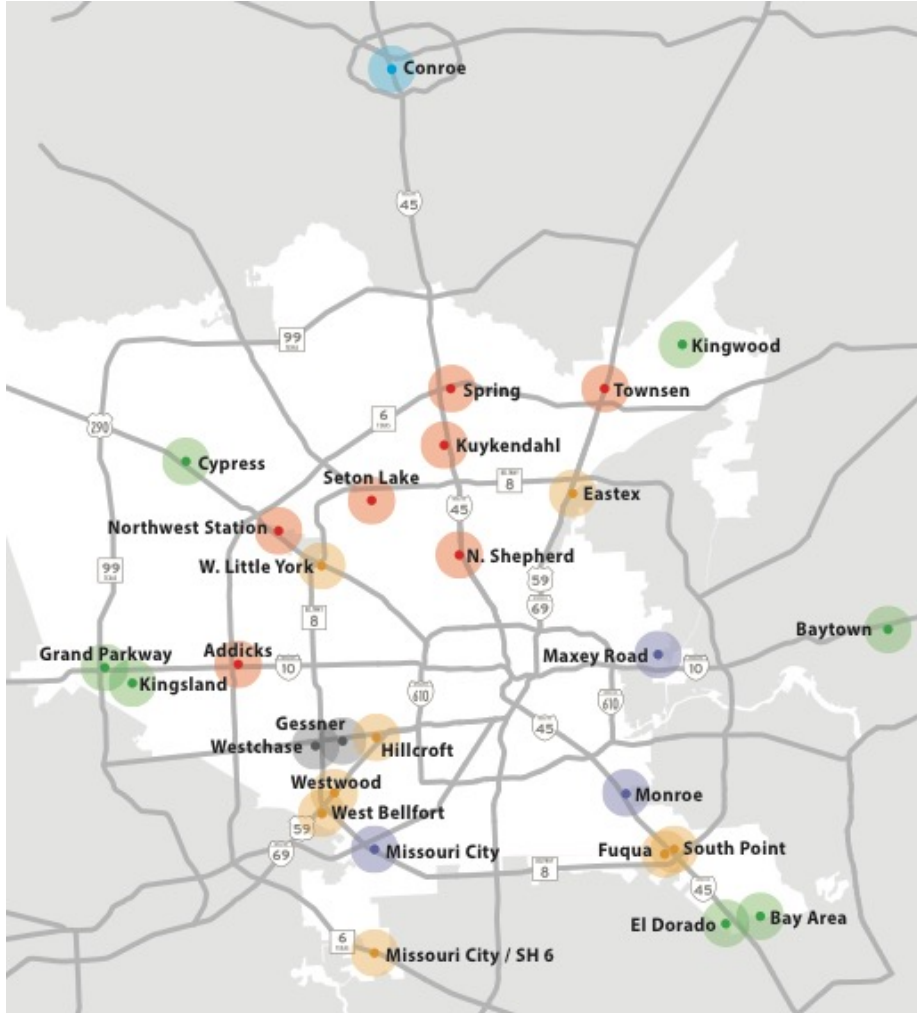 Conroe
45
99
Kingwood
Spring
Townsen
6
290
Kuykendahl
Cypress
Seton Lake
8
Eastex
45
Northwest Station
N. Shepherd
W. Little York
99
59
69
8
Baytown
Grand Parkway
Addicks
Maxey Road
10
10
Kingsland
610
610
Gessner
45
Westchase
Hillcroft
Westwood
Monroe
West Bellfort
59
69
Missouri City
Fuqua
South Point
8
45
El Dorado
Bay Area
6
Missouri City / SH 6